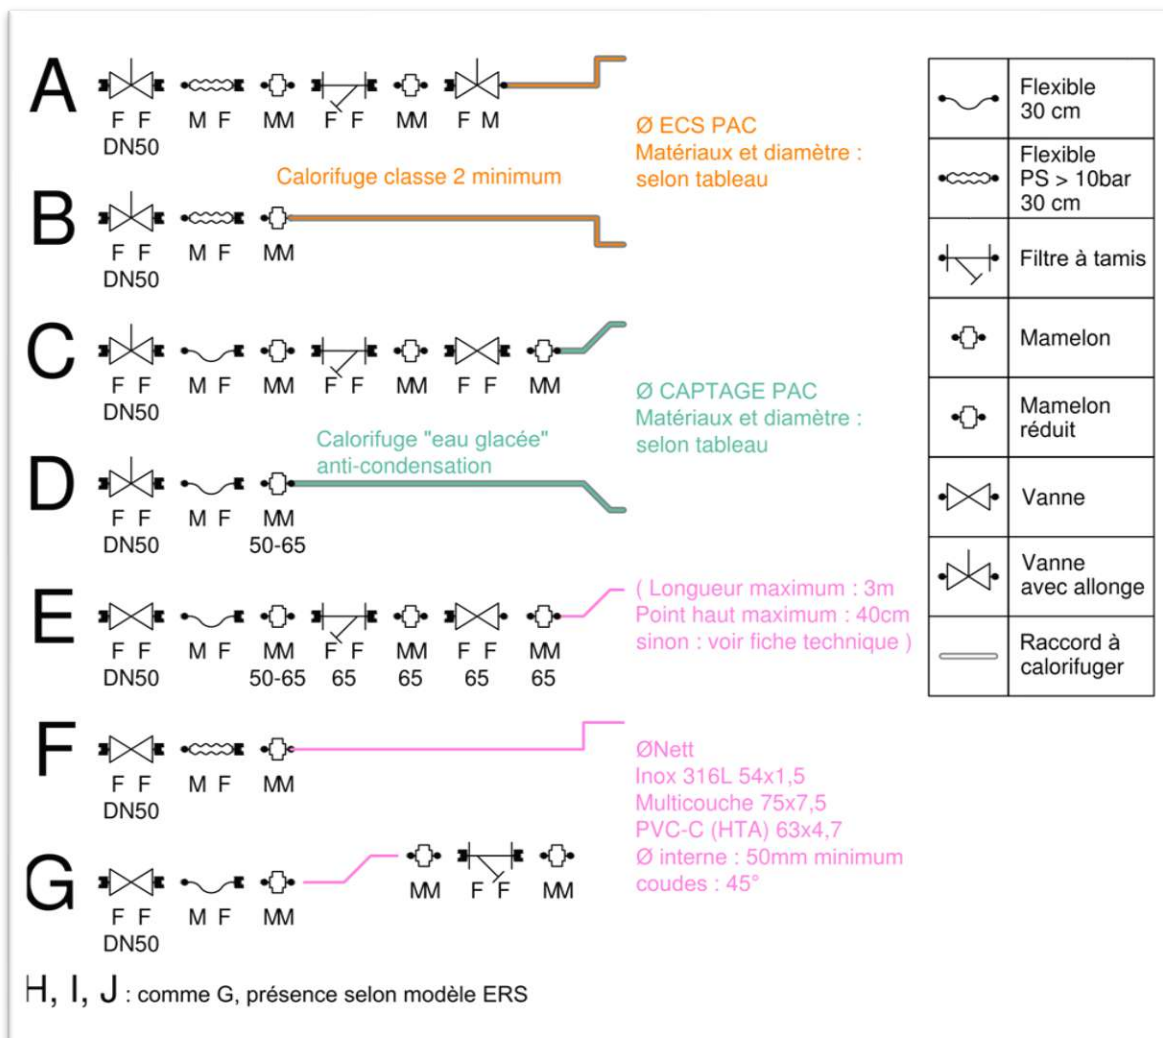 A
F F M F MM F F MM F M
DN50
Ø ECS PAC
Matériaux et diamètre :
selon tableau
Calorifuge classe 2 minimum
B
F F M F MM
DN50
C
F F M F MM F F MM F F MM
DN50
Ø CAPTAGE PAC
Matériaux et diamètre :
selon tableau
Calorifuge "eau glacée"
anti-condensation
D
F F M F MM
DN50 50-65
E
F F M F MM F F MM F F MM
DN50 50-65 65 65 65 65
( Longueur maximum : 3m
Point haut maximum : 40cm
sinon : voir fiche technique )
F
F F M F MM
DN50
ØNett
Inox 316L 54x1,5
Multicouche 75x7,5
PVC-C (HTA) 63x4,7
Ø interne : 50mm minimum
coudes : 45°
G
MM F F MM
F F M F MM
DN50
H, I, J : comme G, présence selon modèle ERS
Flexible
30 cm
Flexible
PS > 10bar
30 cm
Filtre à tamis
Mamelon
Mamelon
réduit
Vanne
Vanne
avec allonge
Raccord à
calorifuger